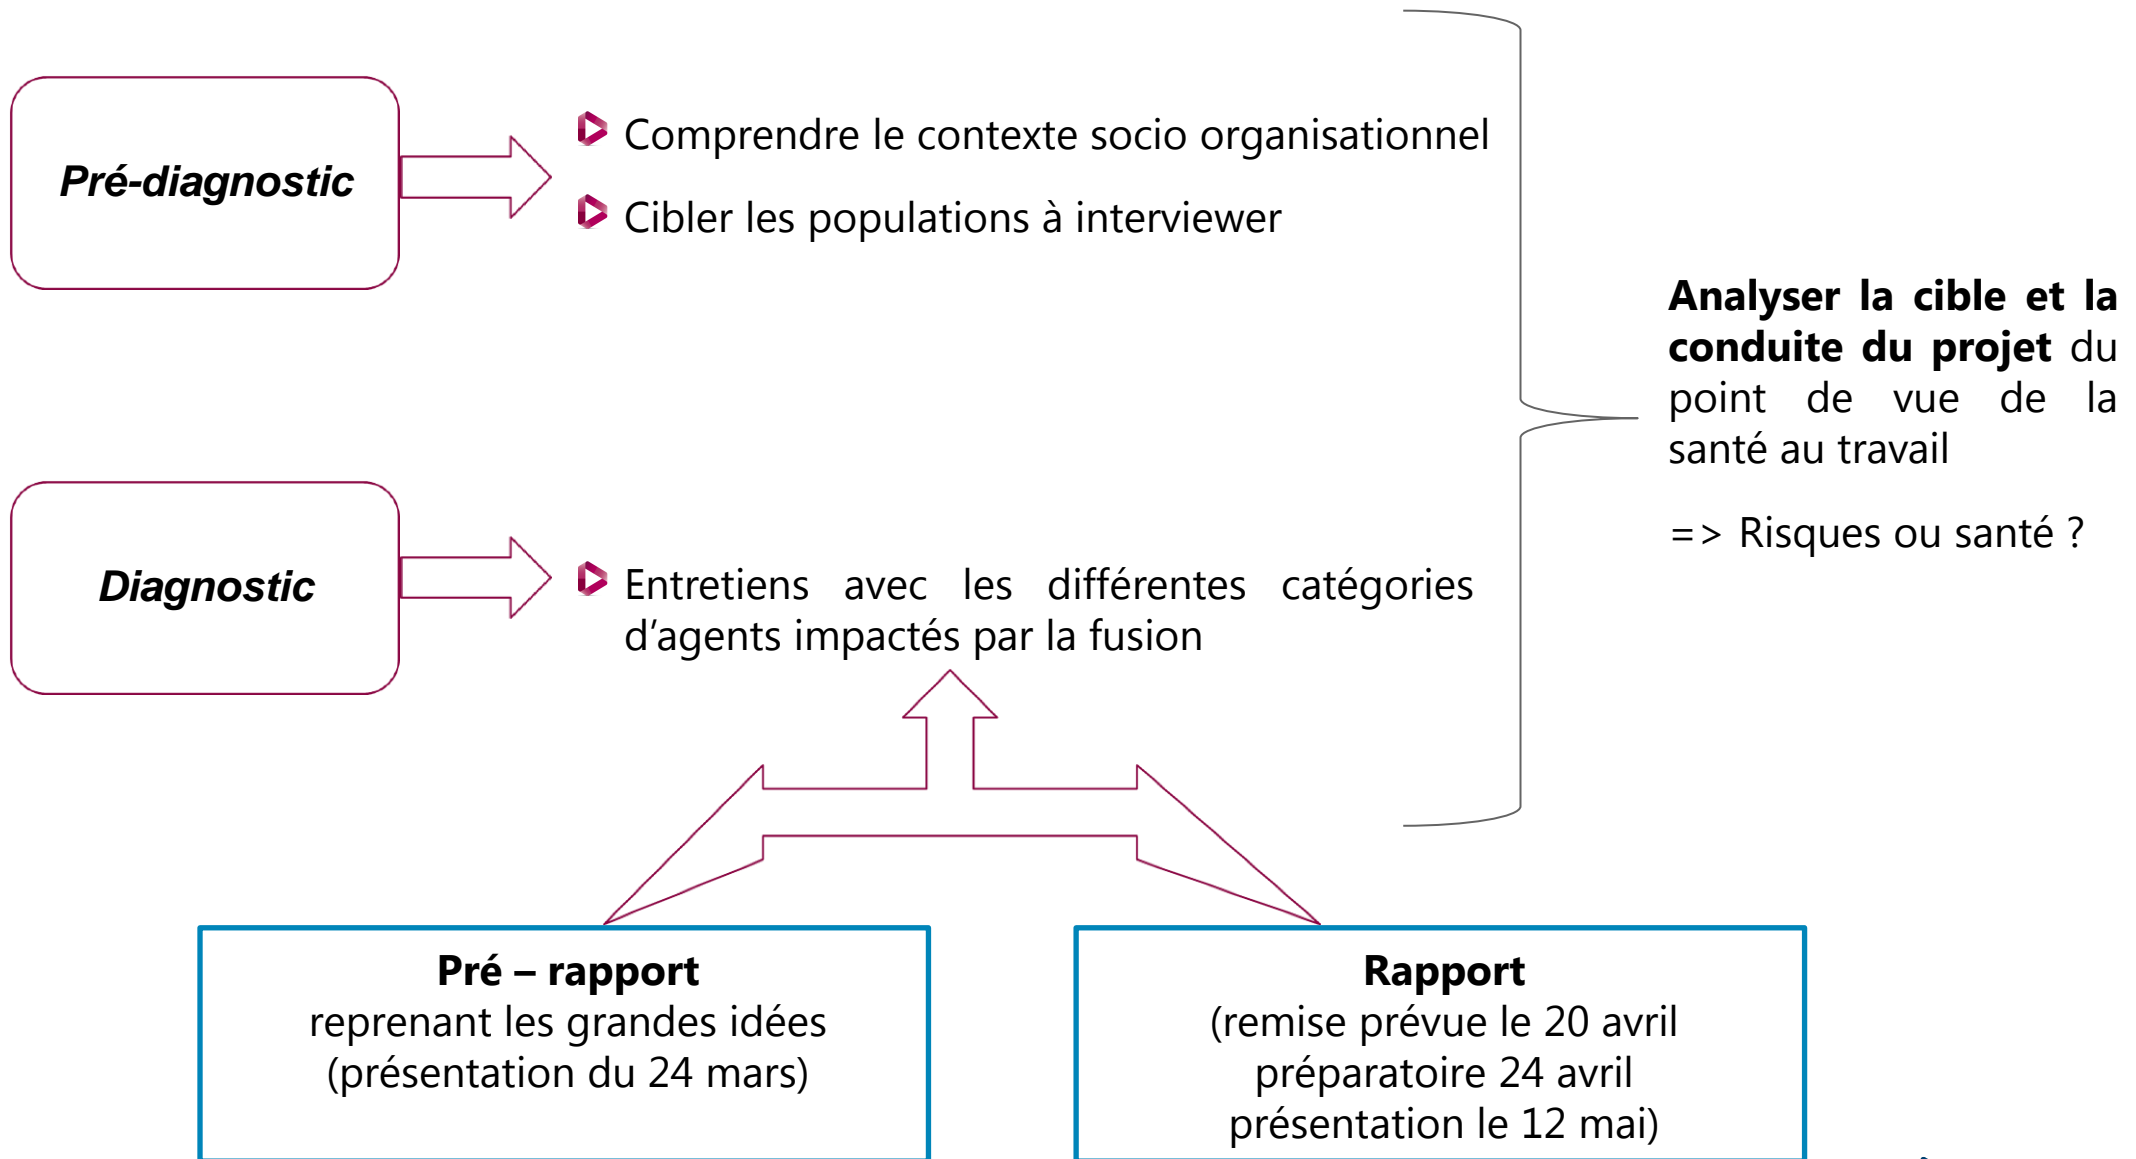 Pré-diagnostic
Comprendre le contexte socio organisationnel
Cibler les populations à interviewer
Diagnostic
Entretiens avec les différentes catégories
d’agents impactés par la fusion
Analyser la cible et la
conduite du projet du
point de vue de la
santé au travail
=> Risques ou santé ?
Pré – rapport
reprenant les grandes idées
(présentation du 24 mars)
Rapport
(remise prévue le 20 avril
préparatoire 24 avril
présentation le 12 mai)